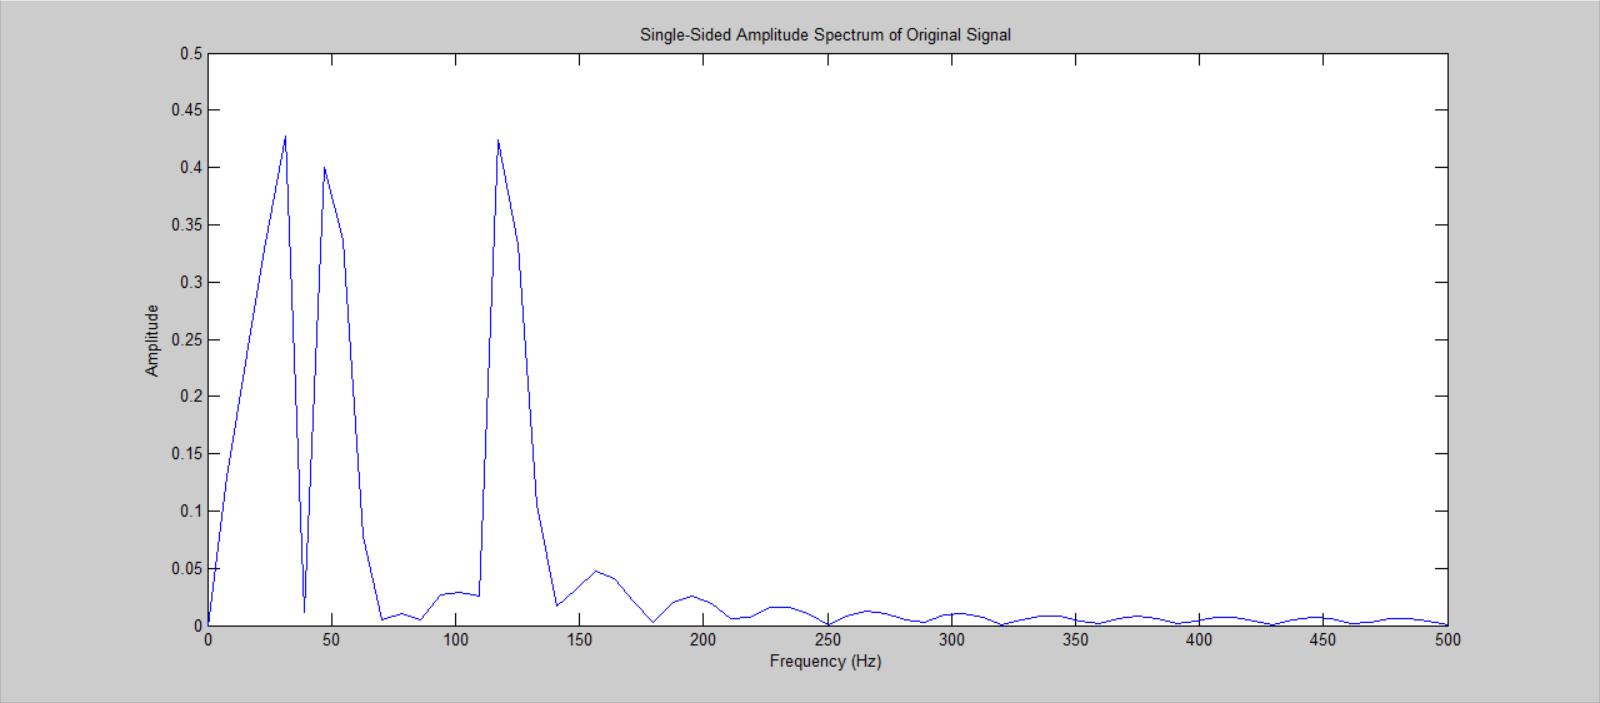 Single-Sided Amplitude Spectrum of Original Signal
0.5
0.45
0.4
0.35
0.3
0.25
0.2
0.15
0.1
0.05
0
Amplitude
0 50 100 150 200 250 300 350 400 450 500
Frequency (Hz)